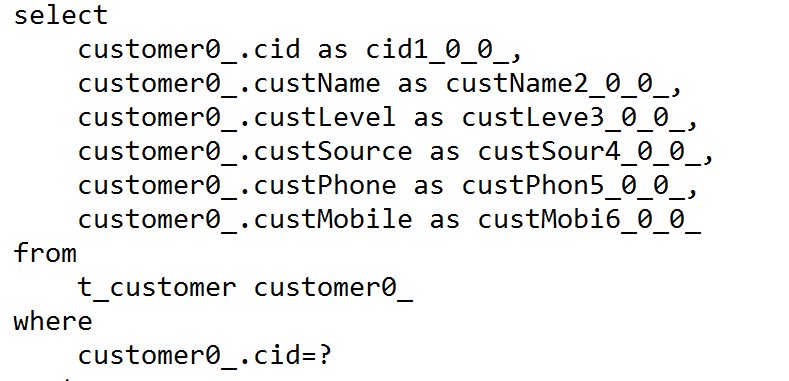 select
customer0_.cid as cid1_0_0_,
customer0_.custName as custName2_0_0_,
customer0_.custLevel as custLeve3_0_0_,
customer0_.custSource as custSour4_0_0_,
customer0_.custPhone as custPhon5_0_0_,
customer0_.custMobile as custMobi6_0_0_
from
t_customer customer0_
where
customer0_.cid=?